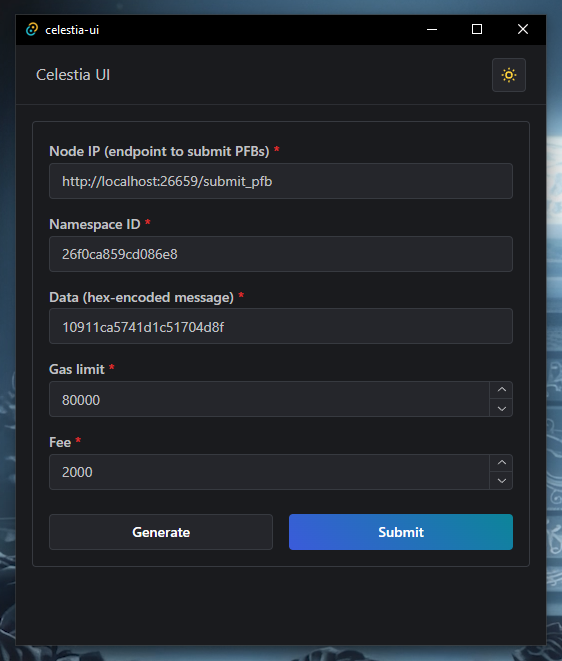 celestia-ui
Celestia UI
Node IP (endpoint to submit PFBs) *
http://localhost:26659/submit_pfb
Namespace ID *
26f0ca859cd086e8
Data (hex-encoded message) *
10911ca5741d1c51704d8f
Gas limit *
80000
Fee *
2000
Generate
Submit